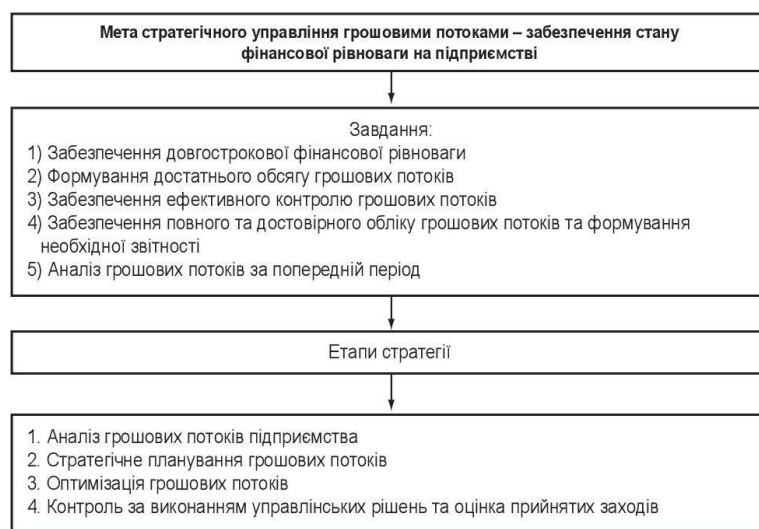 Мета стратегічного управління грошовими потоками – забезпечення стану
фінансової рівноваги на підприємстві
Завдання:
1) Забезпечення довгострокової фінансової рівноваги
2) Формування достатнього обсягу грошових потоків
3) Забезпечення ефективного контролю грошових потоків
4) Забезпечення повного та достовірного обліку грошових потоків та формування
необхідної звітності
5) Аналіз грошових потоків за попередній період
Етапи стратегії
1. Аналіз грошових потоків підприємства
2. Стратегічне планування грошових потоків
3. Оптимізація грошових потоків
4. Контроль за виконанням управлінських рішень та оцінка прийнятих заходів